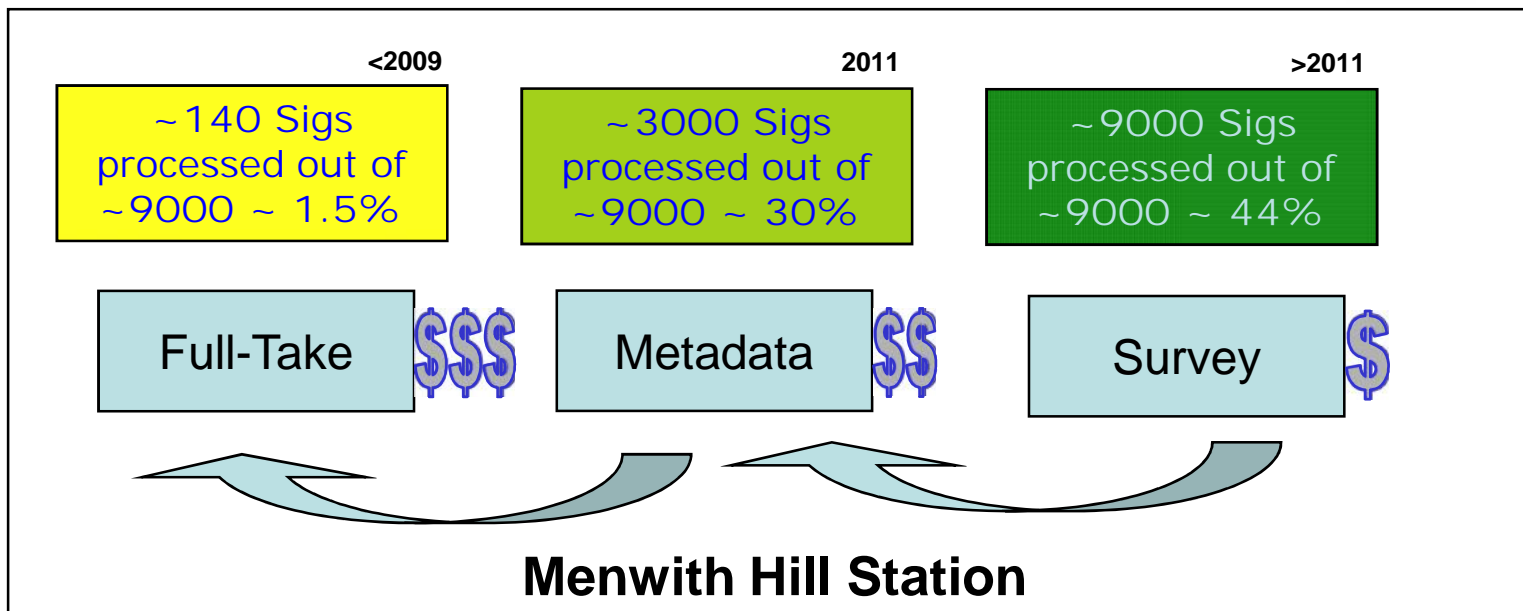 <2009
~140 Sigs
processed out of
~9000 ~ 1.5%
2011
~3000 Sigs
processed out of
~9000 ~ 30%
>2011
~9000 Sigs
processed out of
~9000 ~ 44%
Full-Take
$$$
Metadata
$$
Survey
$
Menwith Hill Station